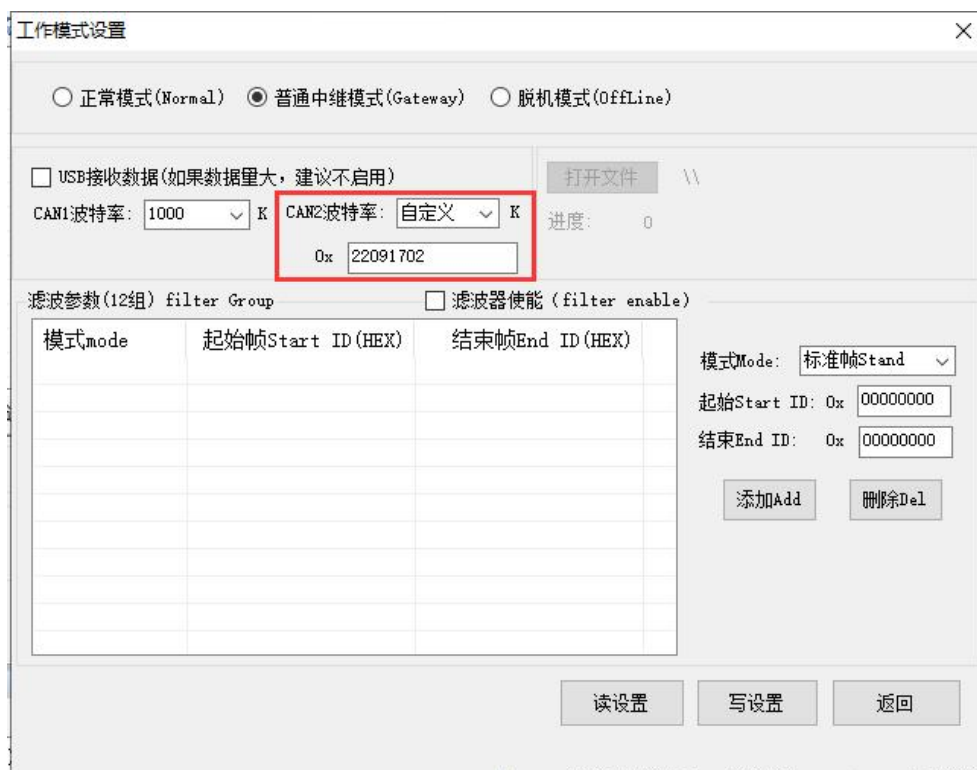 工作模式设置
正常模式(Normal) 普通中继模式(Gateway) 脱机模式(OffLine)
USB接收数据(如果数据量大，建议不启用)
CAN1波特率: 1000 K CAN2波特率: 自定义 K
0x 22091702
打开文件 \\
进度: 0
滤波参数(12组) filter Group 滤波器使能 (filter enable)
模式mode 起始帧Start ID(HEX) 结束帧End ID(HEX)
模式Mode: 标准帧Stand
起始Start ID: 0x 00000000
结束End ID: 0x 00000000
添加Add 删除Del
读设置 写设置 返回